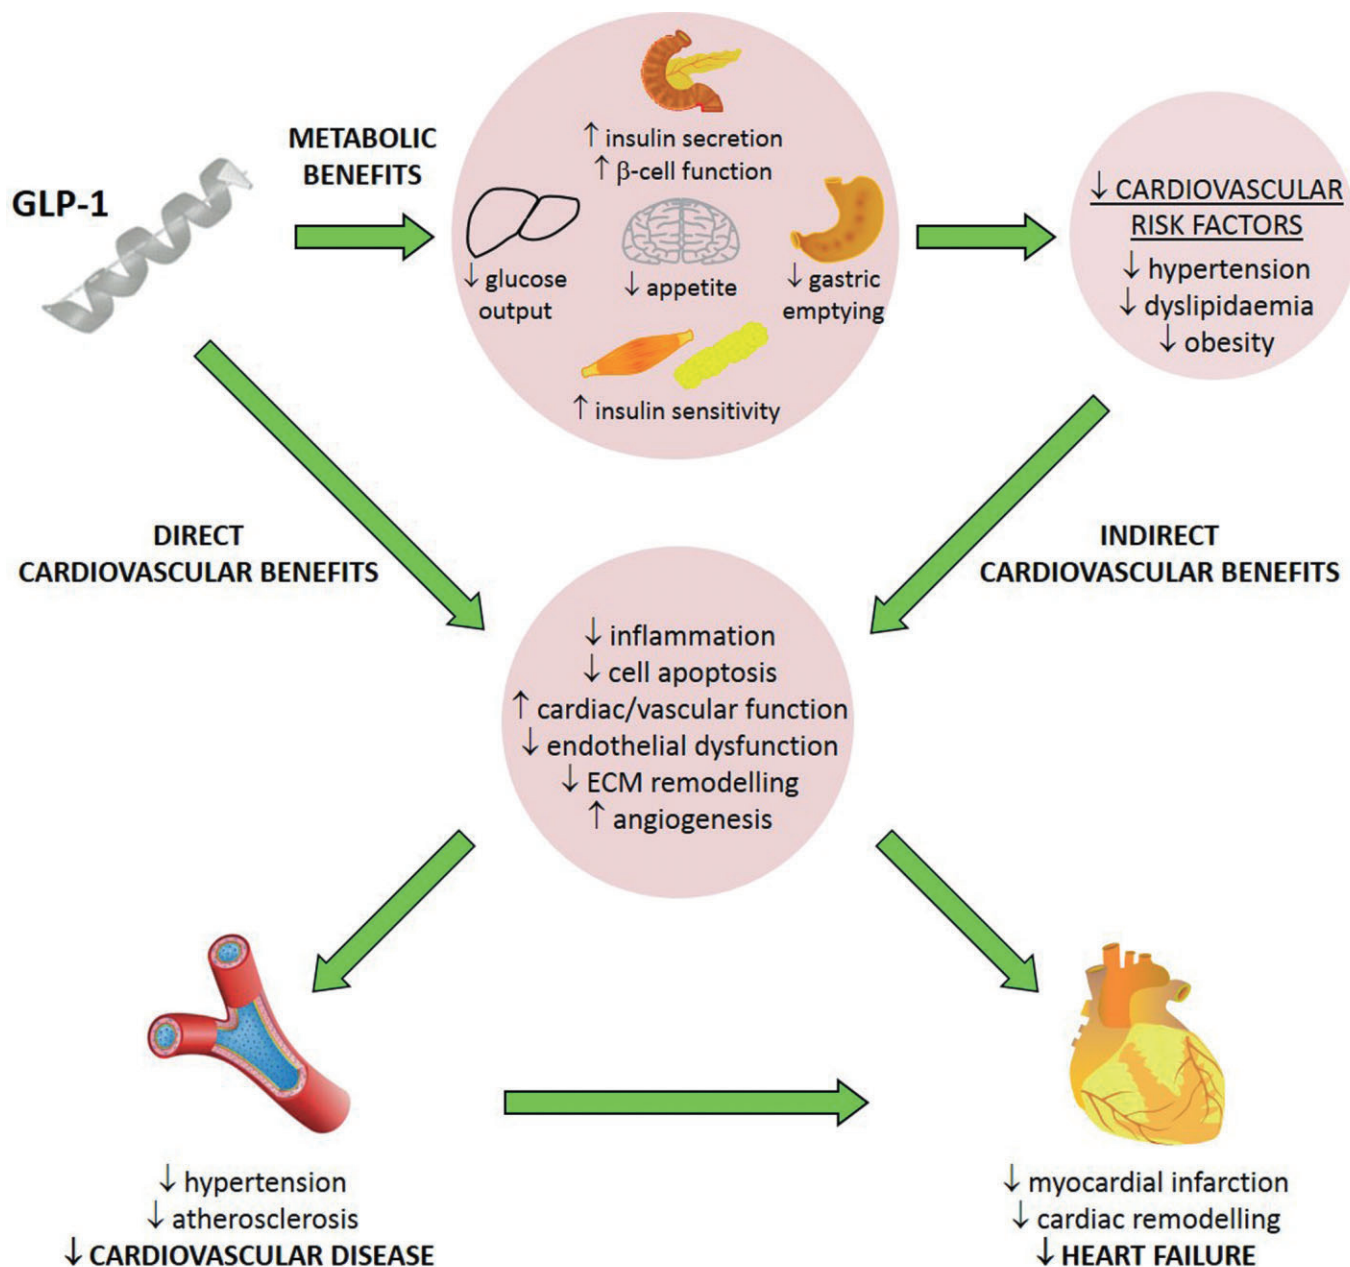 GLP-1
METABOLIC
BENEFITS
↑ insulin secretion
↑ β-cell function
↓ glucose
output
↓ appetite
↓ gastric
emptying
↑ insulin sensitivity
↓ CARDIOVASCULAR
RISK FACTORS
↓ hypertension
↓ dyslipidaemia
↓ obesity
DIRECT
CARDIOVASCULAR BENEFITS
INDIRECT
CARDIOVASCULAR BENEFITS
↓ inflammation
↓ cell apoptosis
↑ cardiac/vascular function
↓ endothelial dysfunction
↓ ECM remodelling
↑ angiogenesis
↓ hypertension
↓ atherosclerosis
↓ CARDIOVASCULAR DISEASE
↓ myocardial infarction
↓ cardiac remodelling
↓ HEART FAILURE